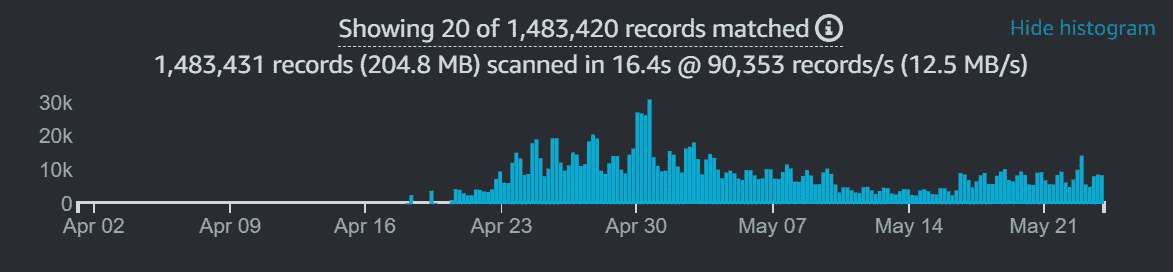 Showing 20 of 1,483,420 records matched
Hide histogram
1,483,431 records (204.8 MB) scanned in 16.4s @ 90,353 records/s (12.5 MB/s)
30k
20k
10k
0
Apr 02 Apr 09 Apr 16 Apr 23 Apr 30 May 07 May 14 May 21